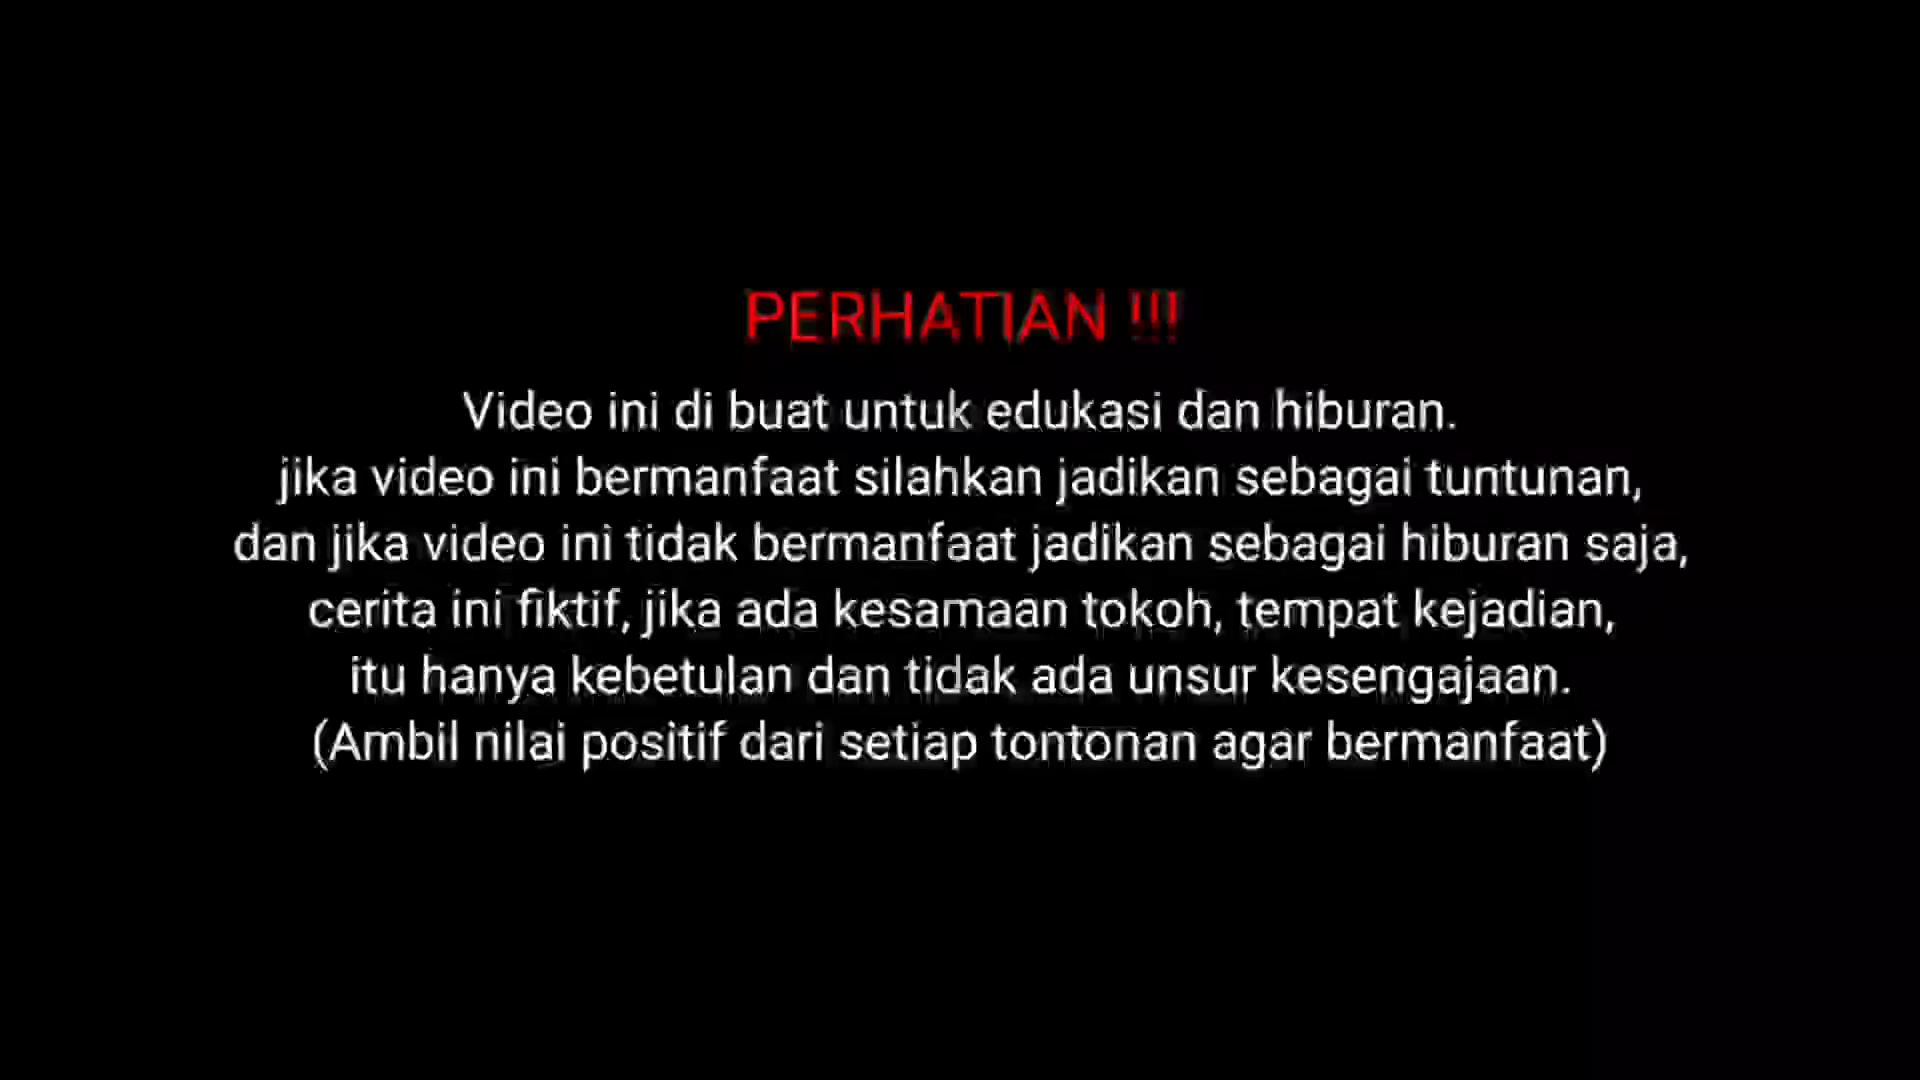 PERHATIAN !!!
Video ini di buat untuk edukasi dan hiburan.
jika video ini bermanfaat silahkan jadikan sebagai tuntunan,
dan jika video ini tidak bermanfaat jadikan sebagai hiburan saja,
cerita ini fiktif, jika ada kesamaan tokoh, tempat kejadian,
itu hanya kebetulan dan tidak ada unsur kesengajaan.
(Ambil nilai positif dari setiap tontonan agar bermanfaat)